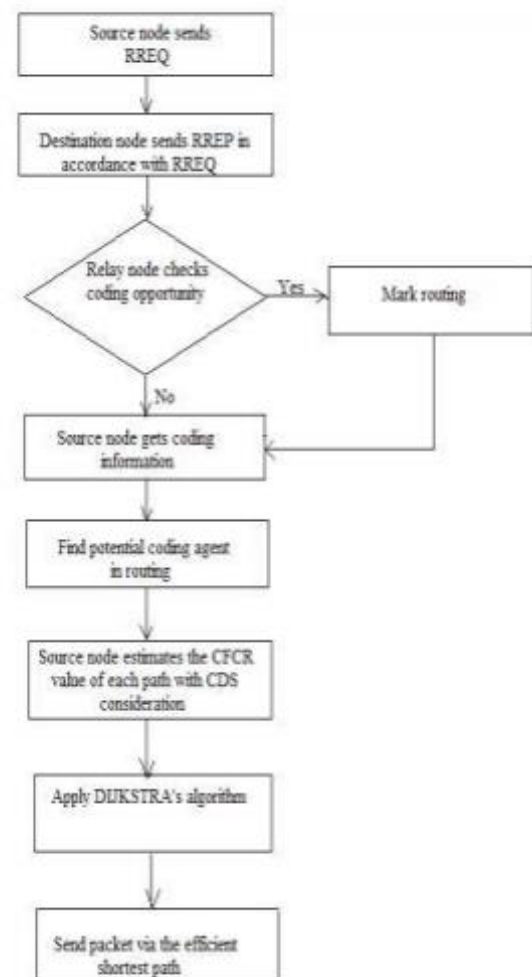 Source node sends
RREQ
Destination node sends RREP in
accordance with RREQ
Relay node checks
coding opportunity
Yes
Mark routing
No
Source node gets coding
information
Find potential coding agent
in routing
Source node estimates the CFCR
value of each path with CDS
consideration
Apply DIJKSTRA's algorithm
Send packet via the efficient
shortest path